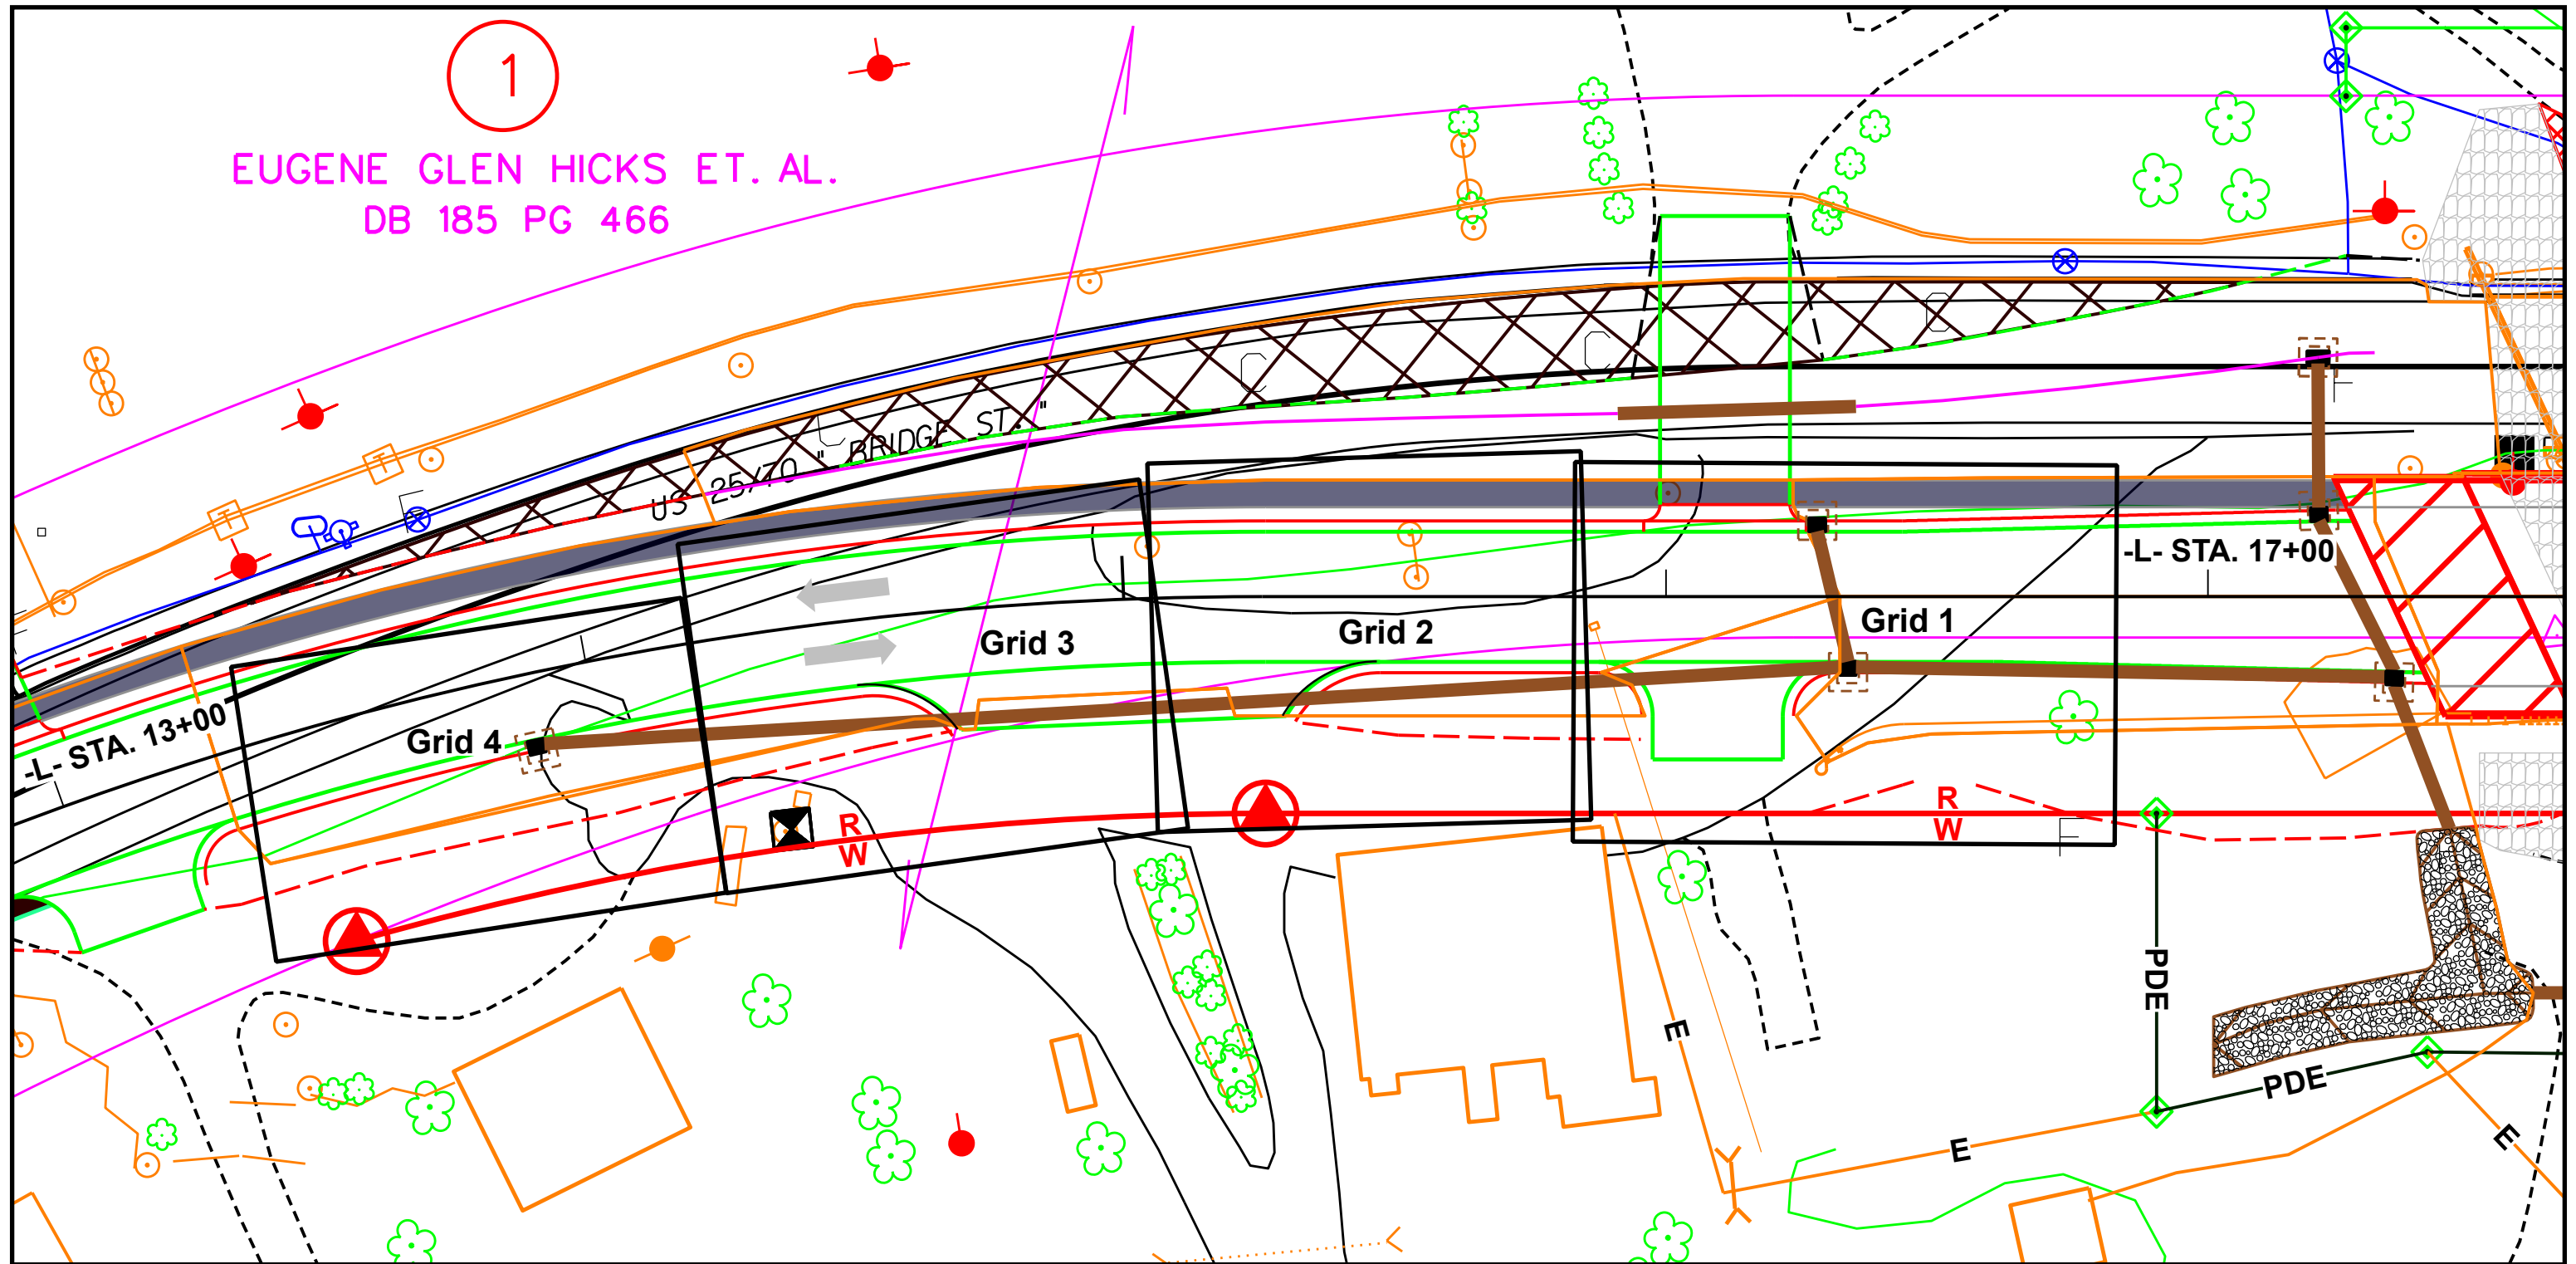 1
EUGENE GLEN HICKS ET. AL.
DB 185 PG 466
US 25/70 " BRIDGE ST. "
C
C
C
C
E
T
T
F
-L- STA. 17+00
Grid 1
Grid 2
Grid 3
Grid 4
-L- STA. 13+00
R
W
R
W
F
PDE
PDE
E
E
E